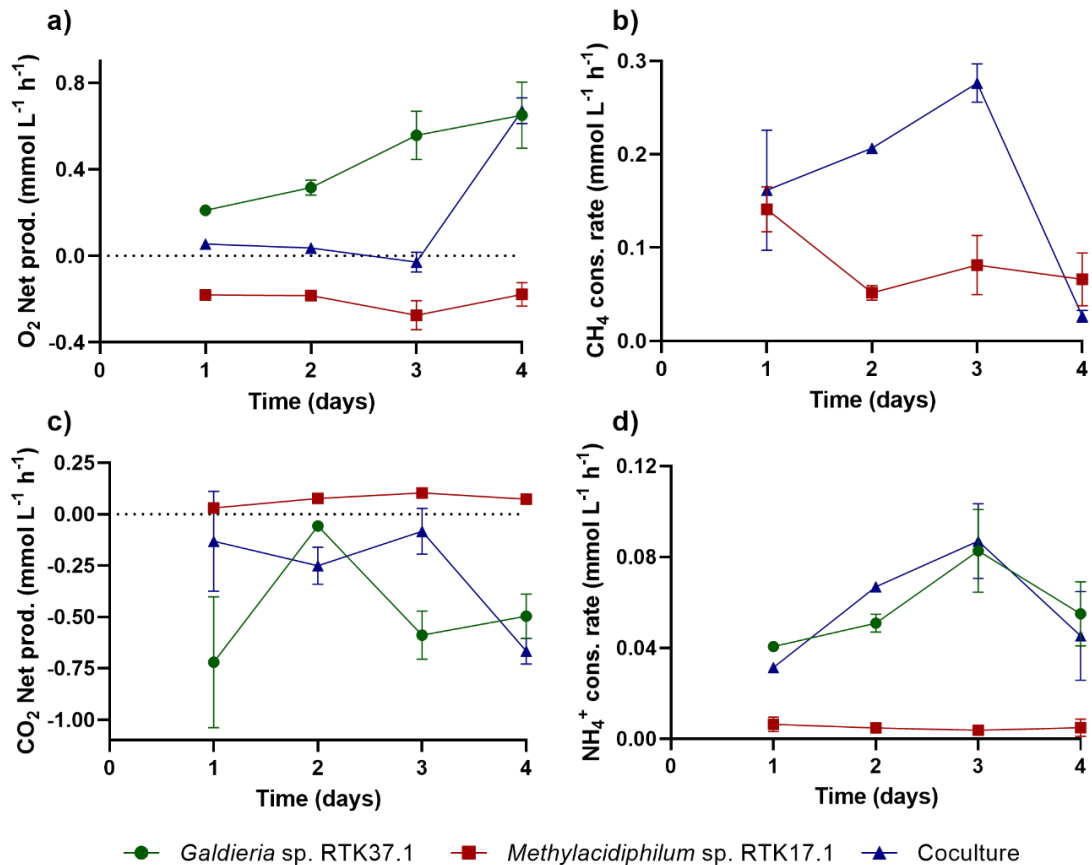 a)
O₂ Net prod. (mmol L⁻¹ h⁻¹)
0.8
0.4
0.0
-0.4
0 1 2 3 4
Time (days)
b)
CH₄ cons. rate (mmol L⁻¹ h⁻¹)
0.3
0.2
0.1
0.0
0 1 2 3 4
Time (days)
c)
CO₂ Net prod. (mmol L⁻¹ h⁻¹)
0.25
0.00
-0.25
-0.50
-0.75
-1.00
0 1 2 3 4
Time (days)
d)
NH₄⁺ cons. rate (mmol L⁻¹ h⁻¹)
0.12
0.08
0.04
0.00
0 1 2 3 4
Time (days)
Galdieria sp. RTK37.1 Methylacidiphilum sp. RTK17.1 Coculture